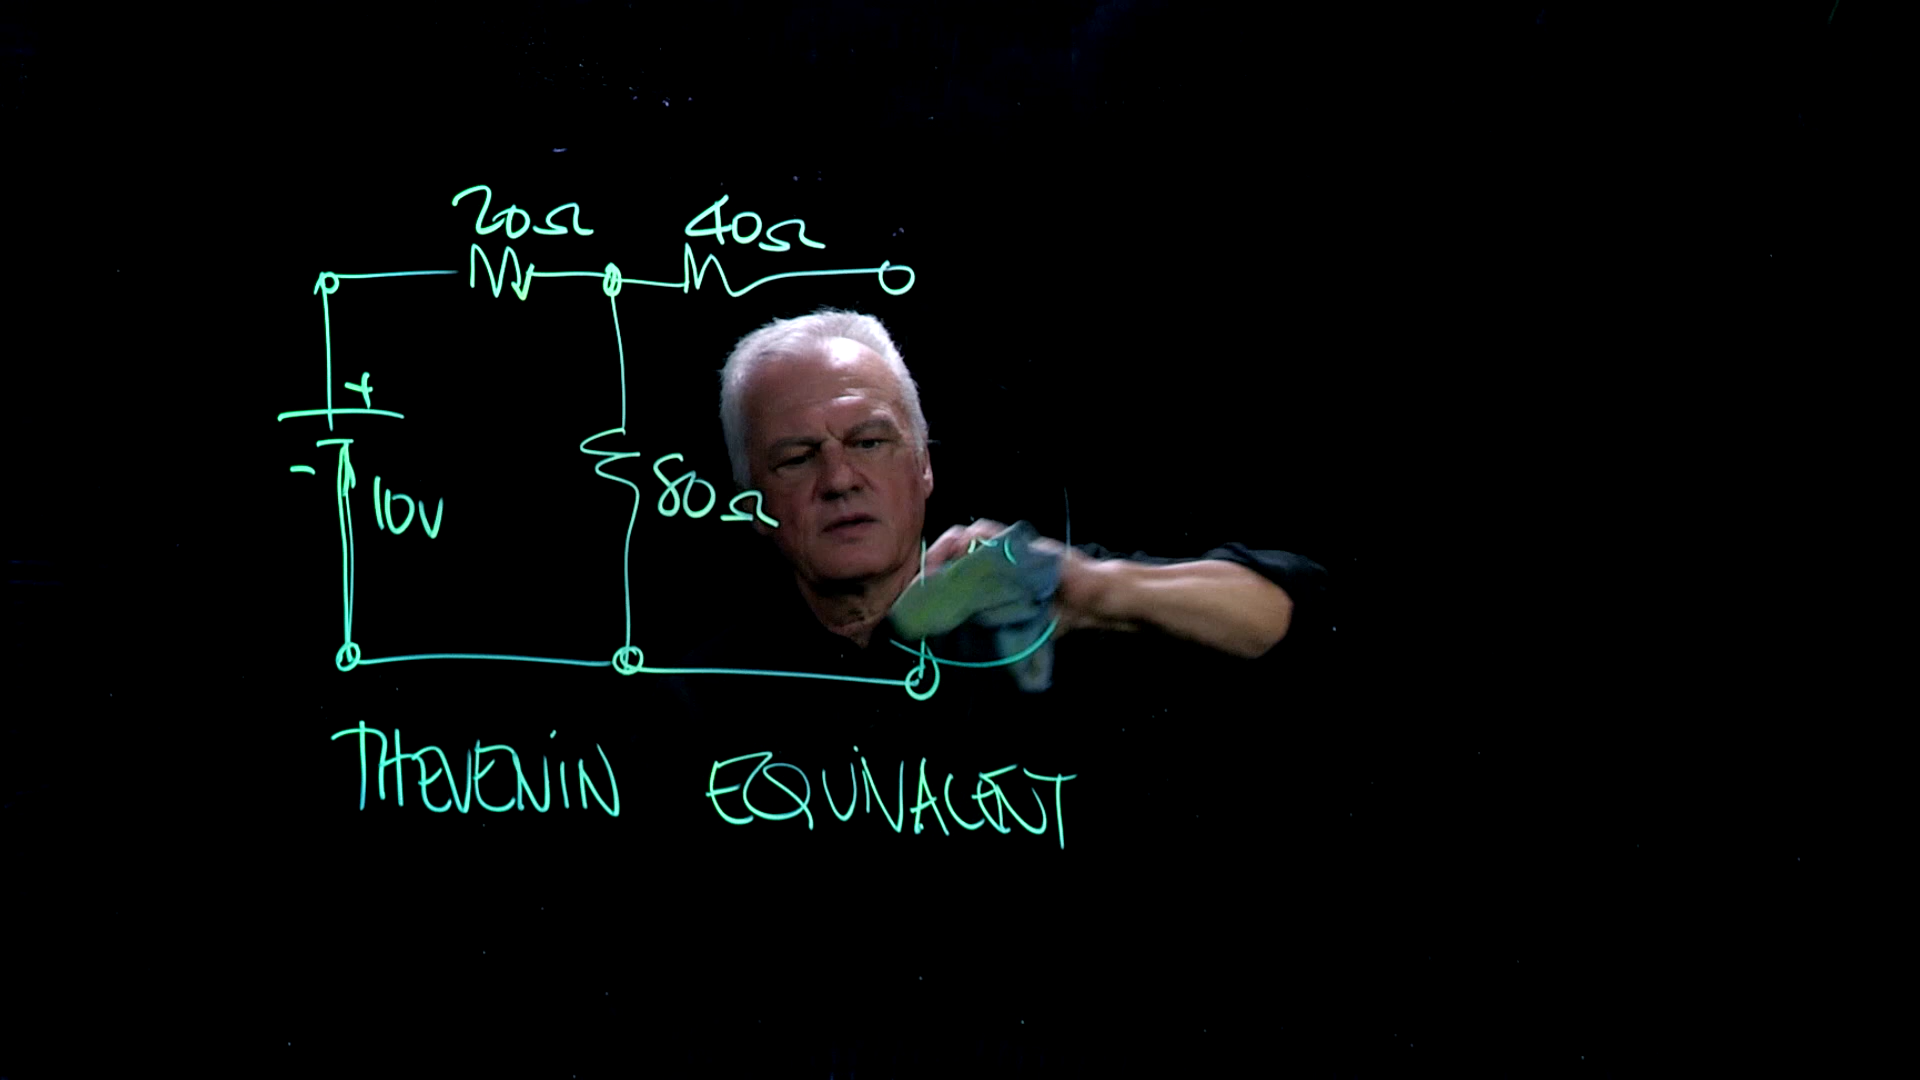 20Ω 40Ω
+
-
10V
80Ω
THEVENIN EQUIVALENT